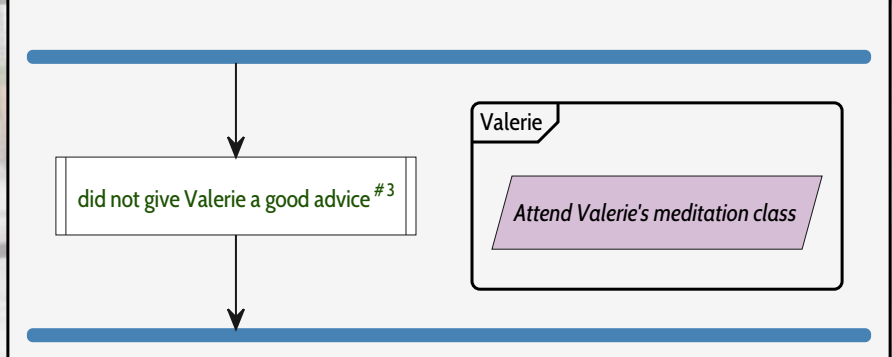 Valerie
did not give Valerie a good advice #3
Attend Valerie's meditation class